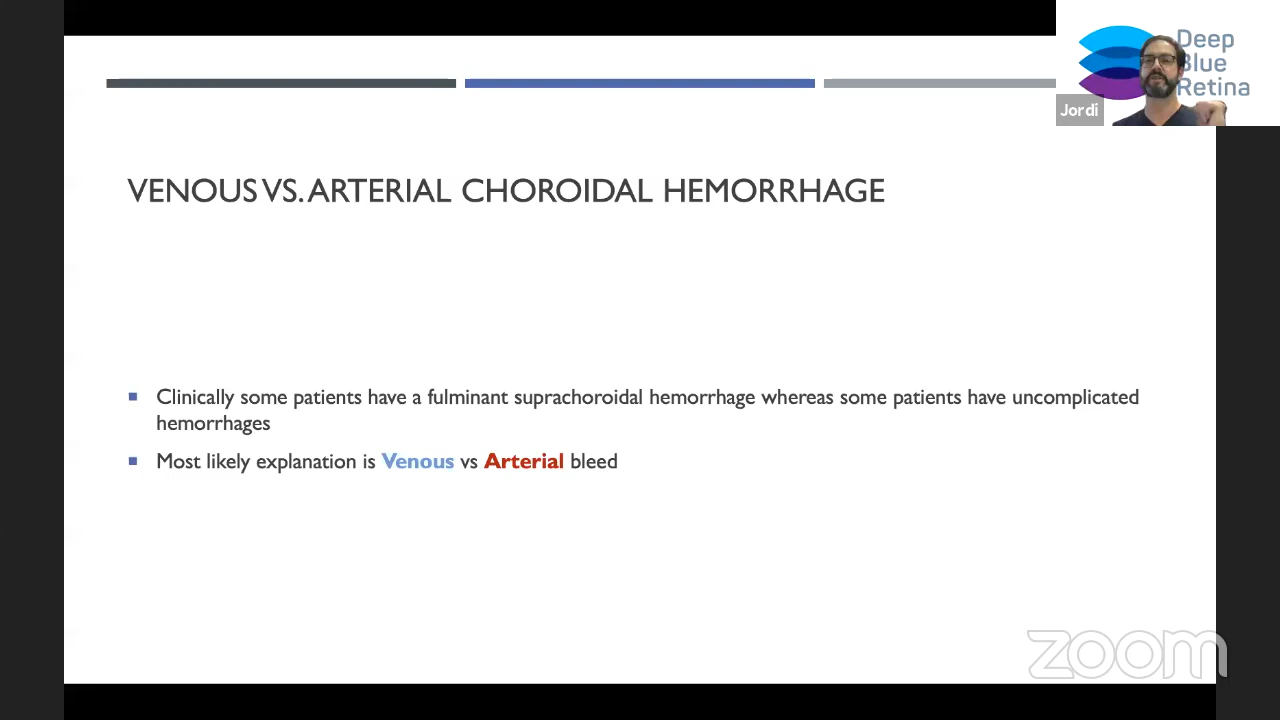 Deep
Blue
Retina
Jordi
VENOUS VS. ARTERIAL CHOROIDAL HEMORRHAGE
Clinically some patients have a fulminant suprachoroidal hemorrhage whereas some patients have uncomplicated
hemorrhages
Most likely explanation is Venous vs Arterial bleed
zoom